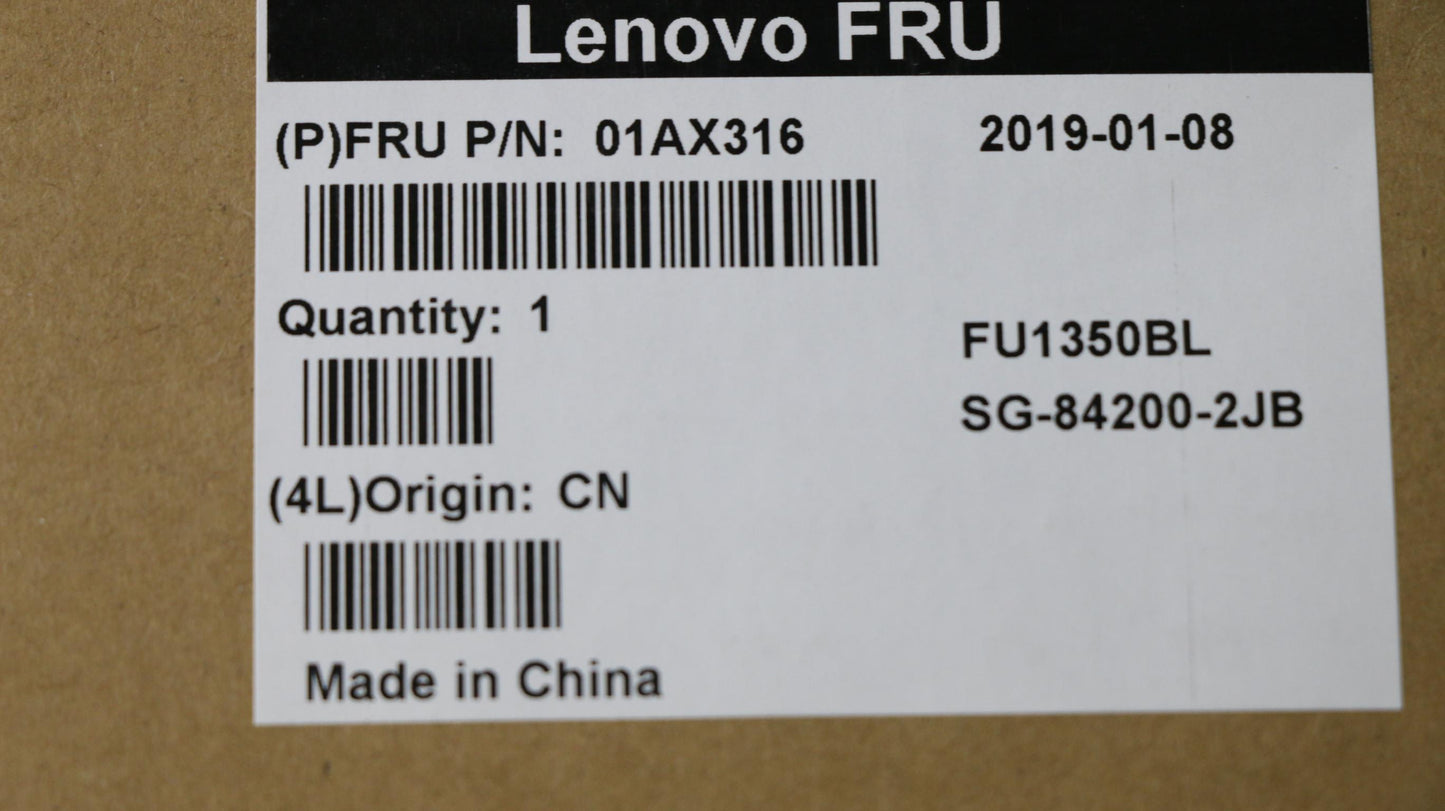 Lenovo FRU
(P)FRU P/N: 01AX316 2019-01-08
Quantity: 1
FU1350BL
SG-84200-2JB
(4L)Origin: CN
Made in China